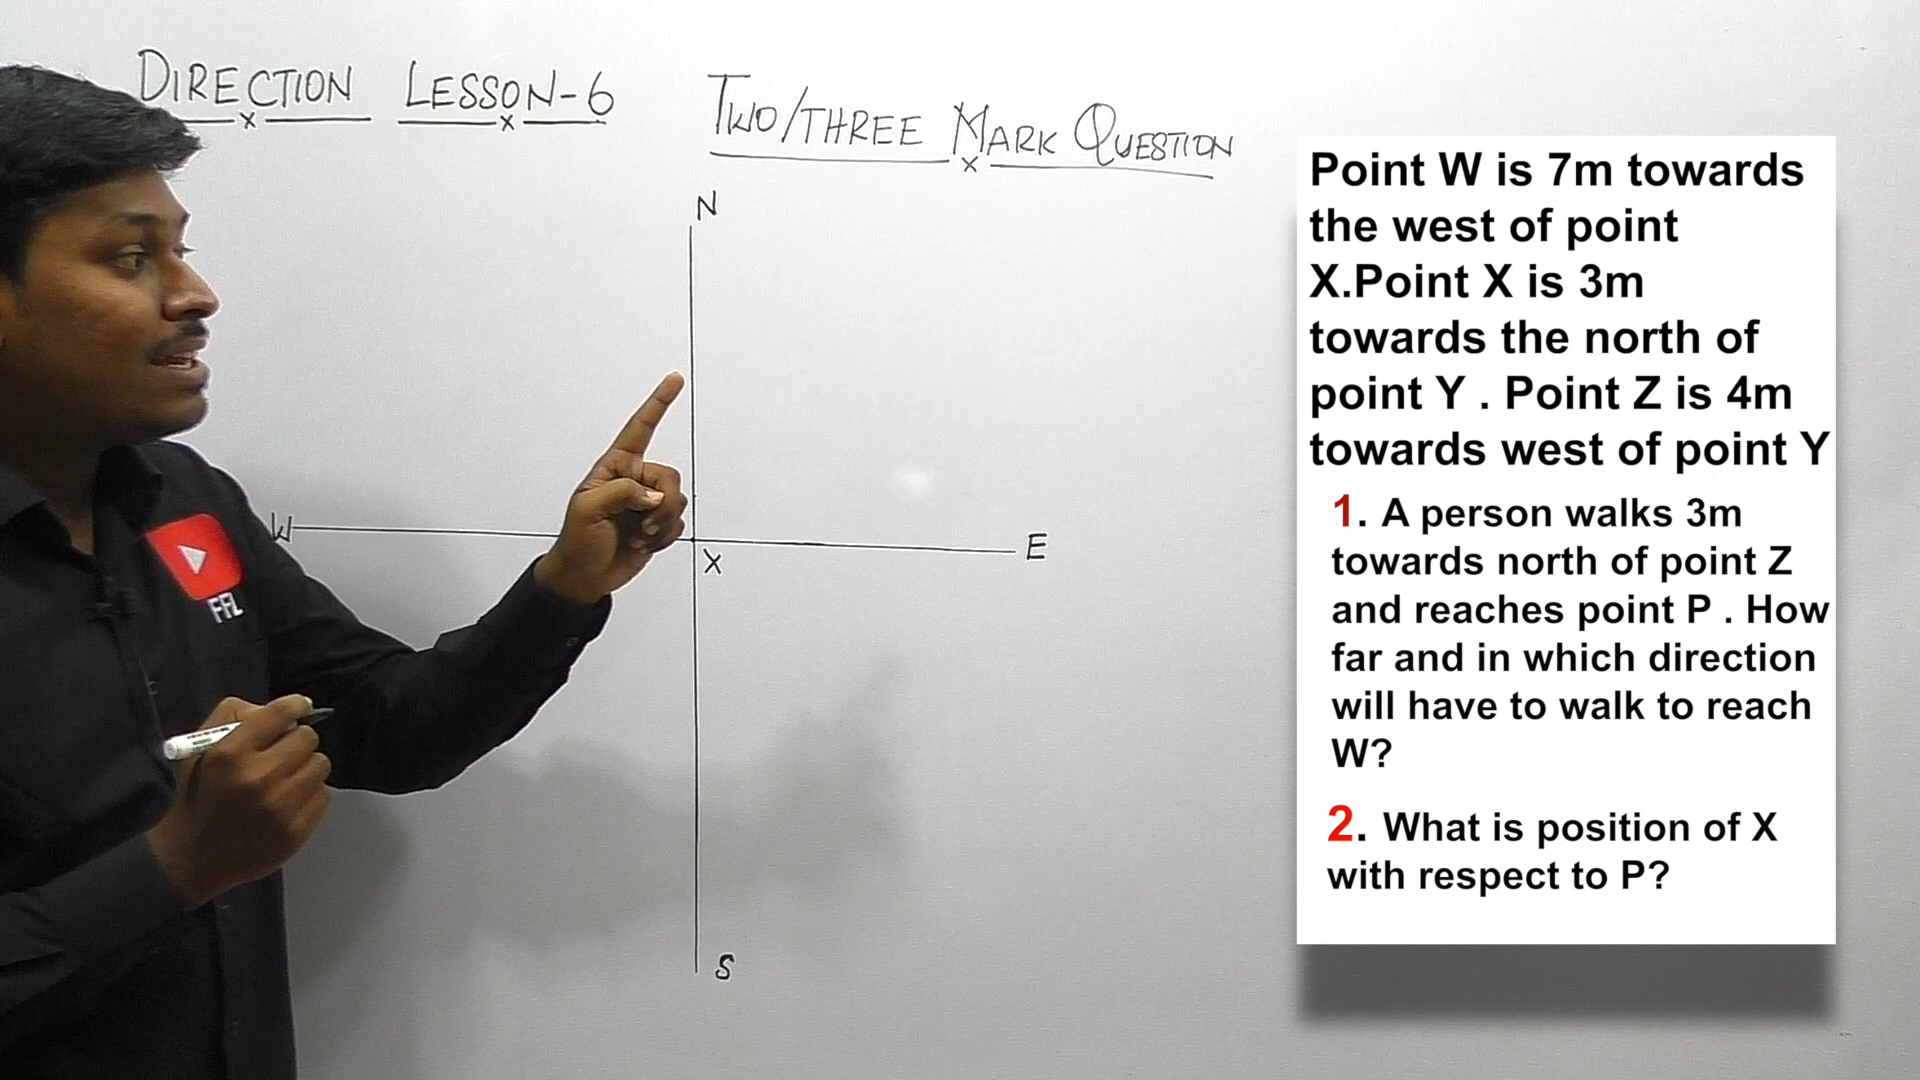 DIRECTION LESSON-6
TWO/THREE MARK QUESTION
N
W
E
X
S
FFL
Point W is 7m towards
the west of point
X.Point X is 3m
towards the north of
point Y . Point Z is 4m
towards west of point Y
1. A person walks 3m
towards north of point Z
and reaches point P . How
far and in which direction
will have to walk to reach
W?
2. What is position of X
with respect to P?